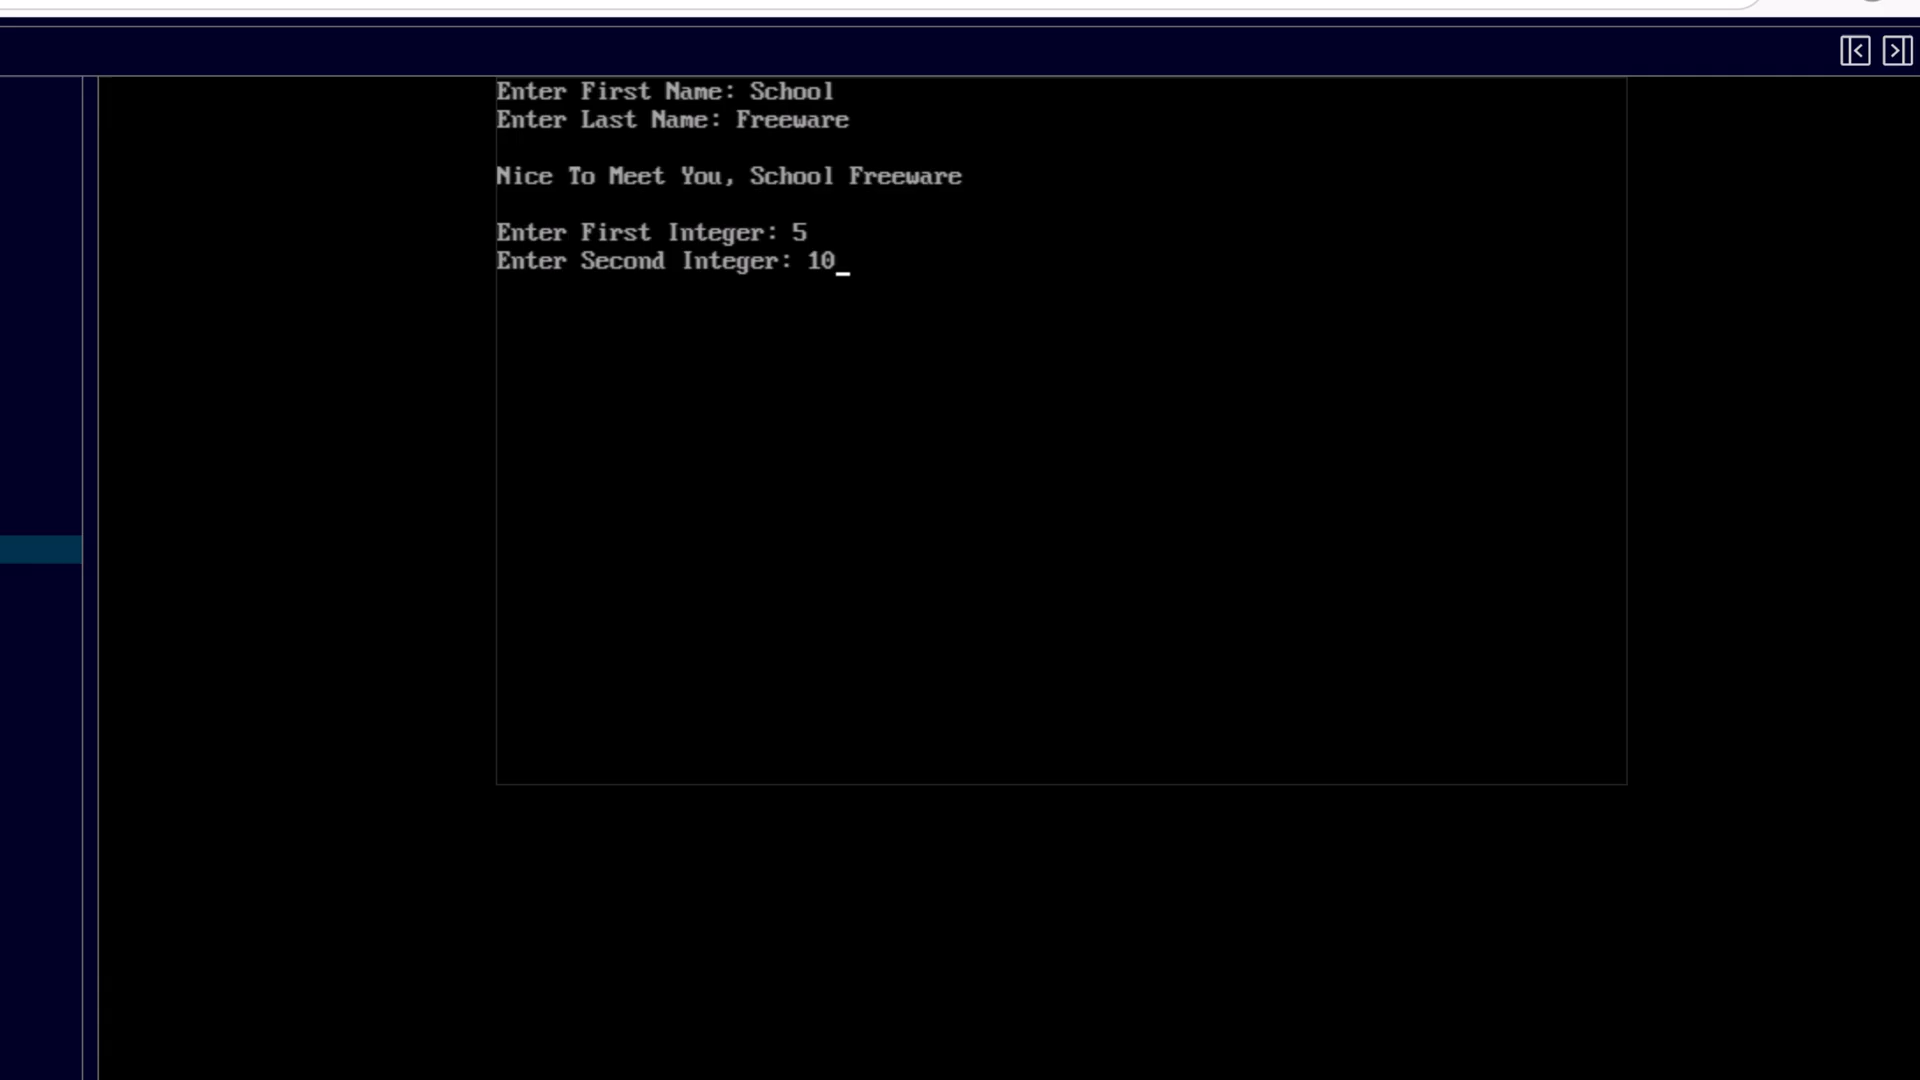 Enter First Name: School
Enter Last Name: Freeware
Nice To Meet You, School Freeware
Enter First Integer: 5
Enter Second Integer: 10_